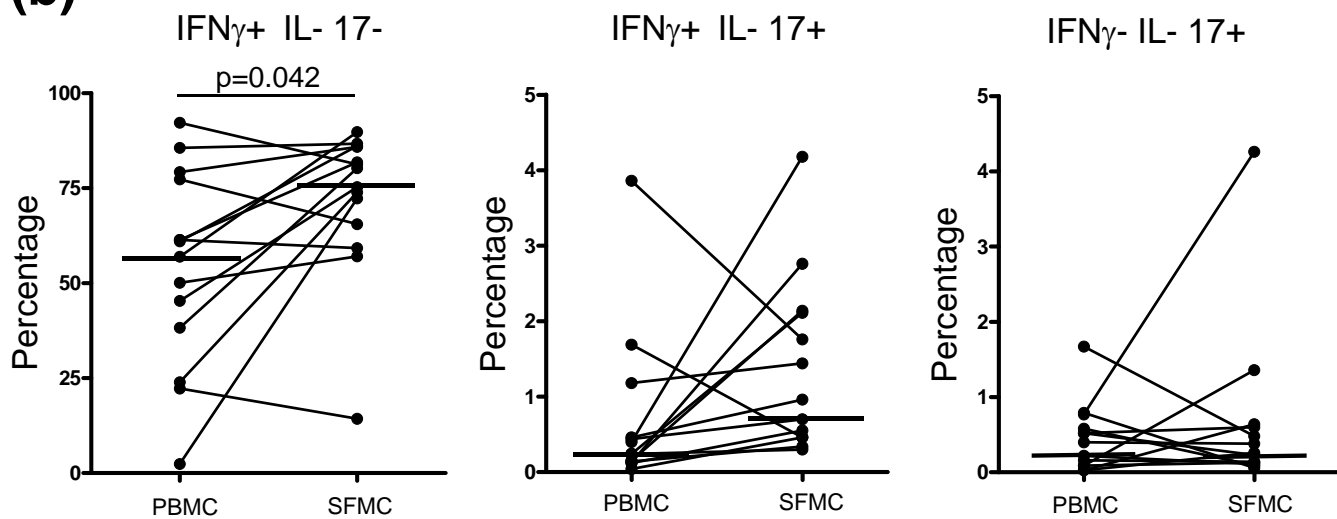 (b)
IFNγ+ IL- 17-
IFNγ+ IL- 17+
IFNγ- IL- 17+
p=0.042
Percentage
100
75
50
25
0
PBMC
SFMC
Percentage
5
4
3
2
1
0
PBMC
SFMC
Percentage
5
4
3
2
1
0
PBMC
SFMC